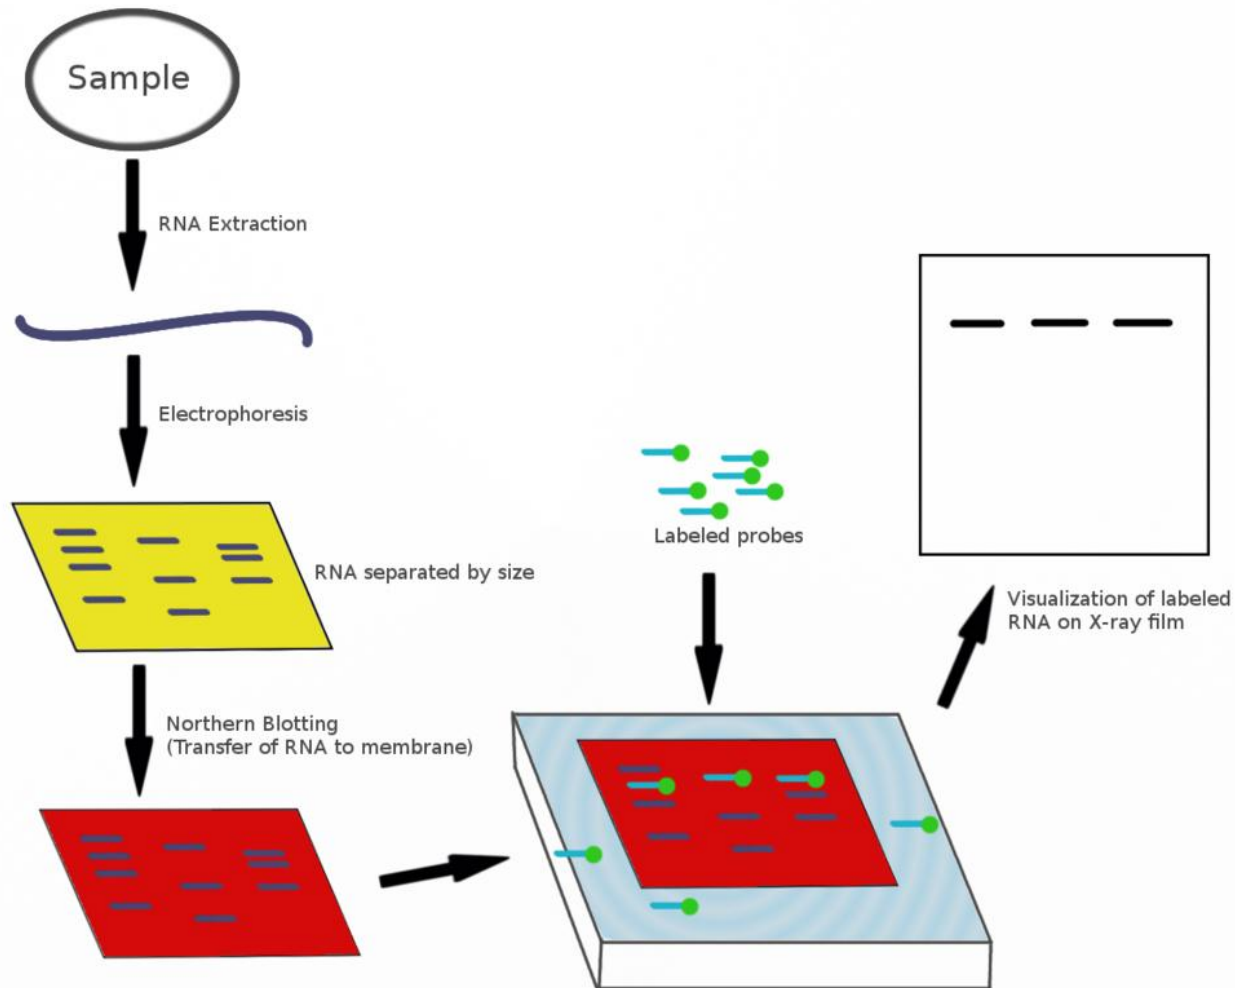 Sample
RNA Extraction
Electrophoresis
RNA separated by size
Northern Blotting
(Transfer of RNA to membrane)
Labeled probes
Visualization of labeled
RNA on X-ray film